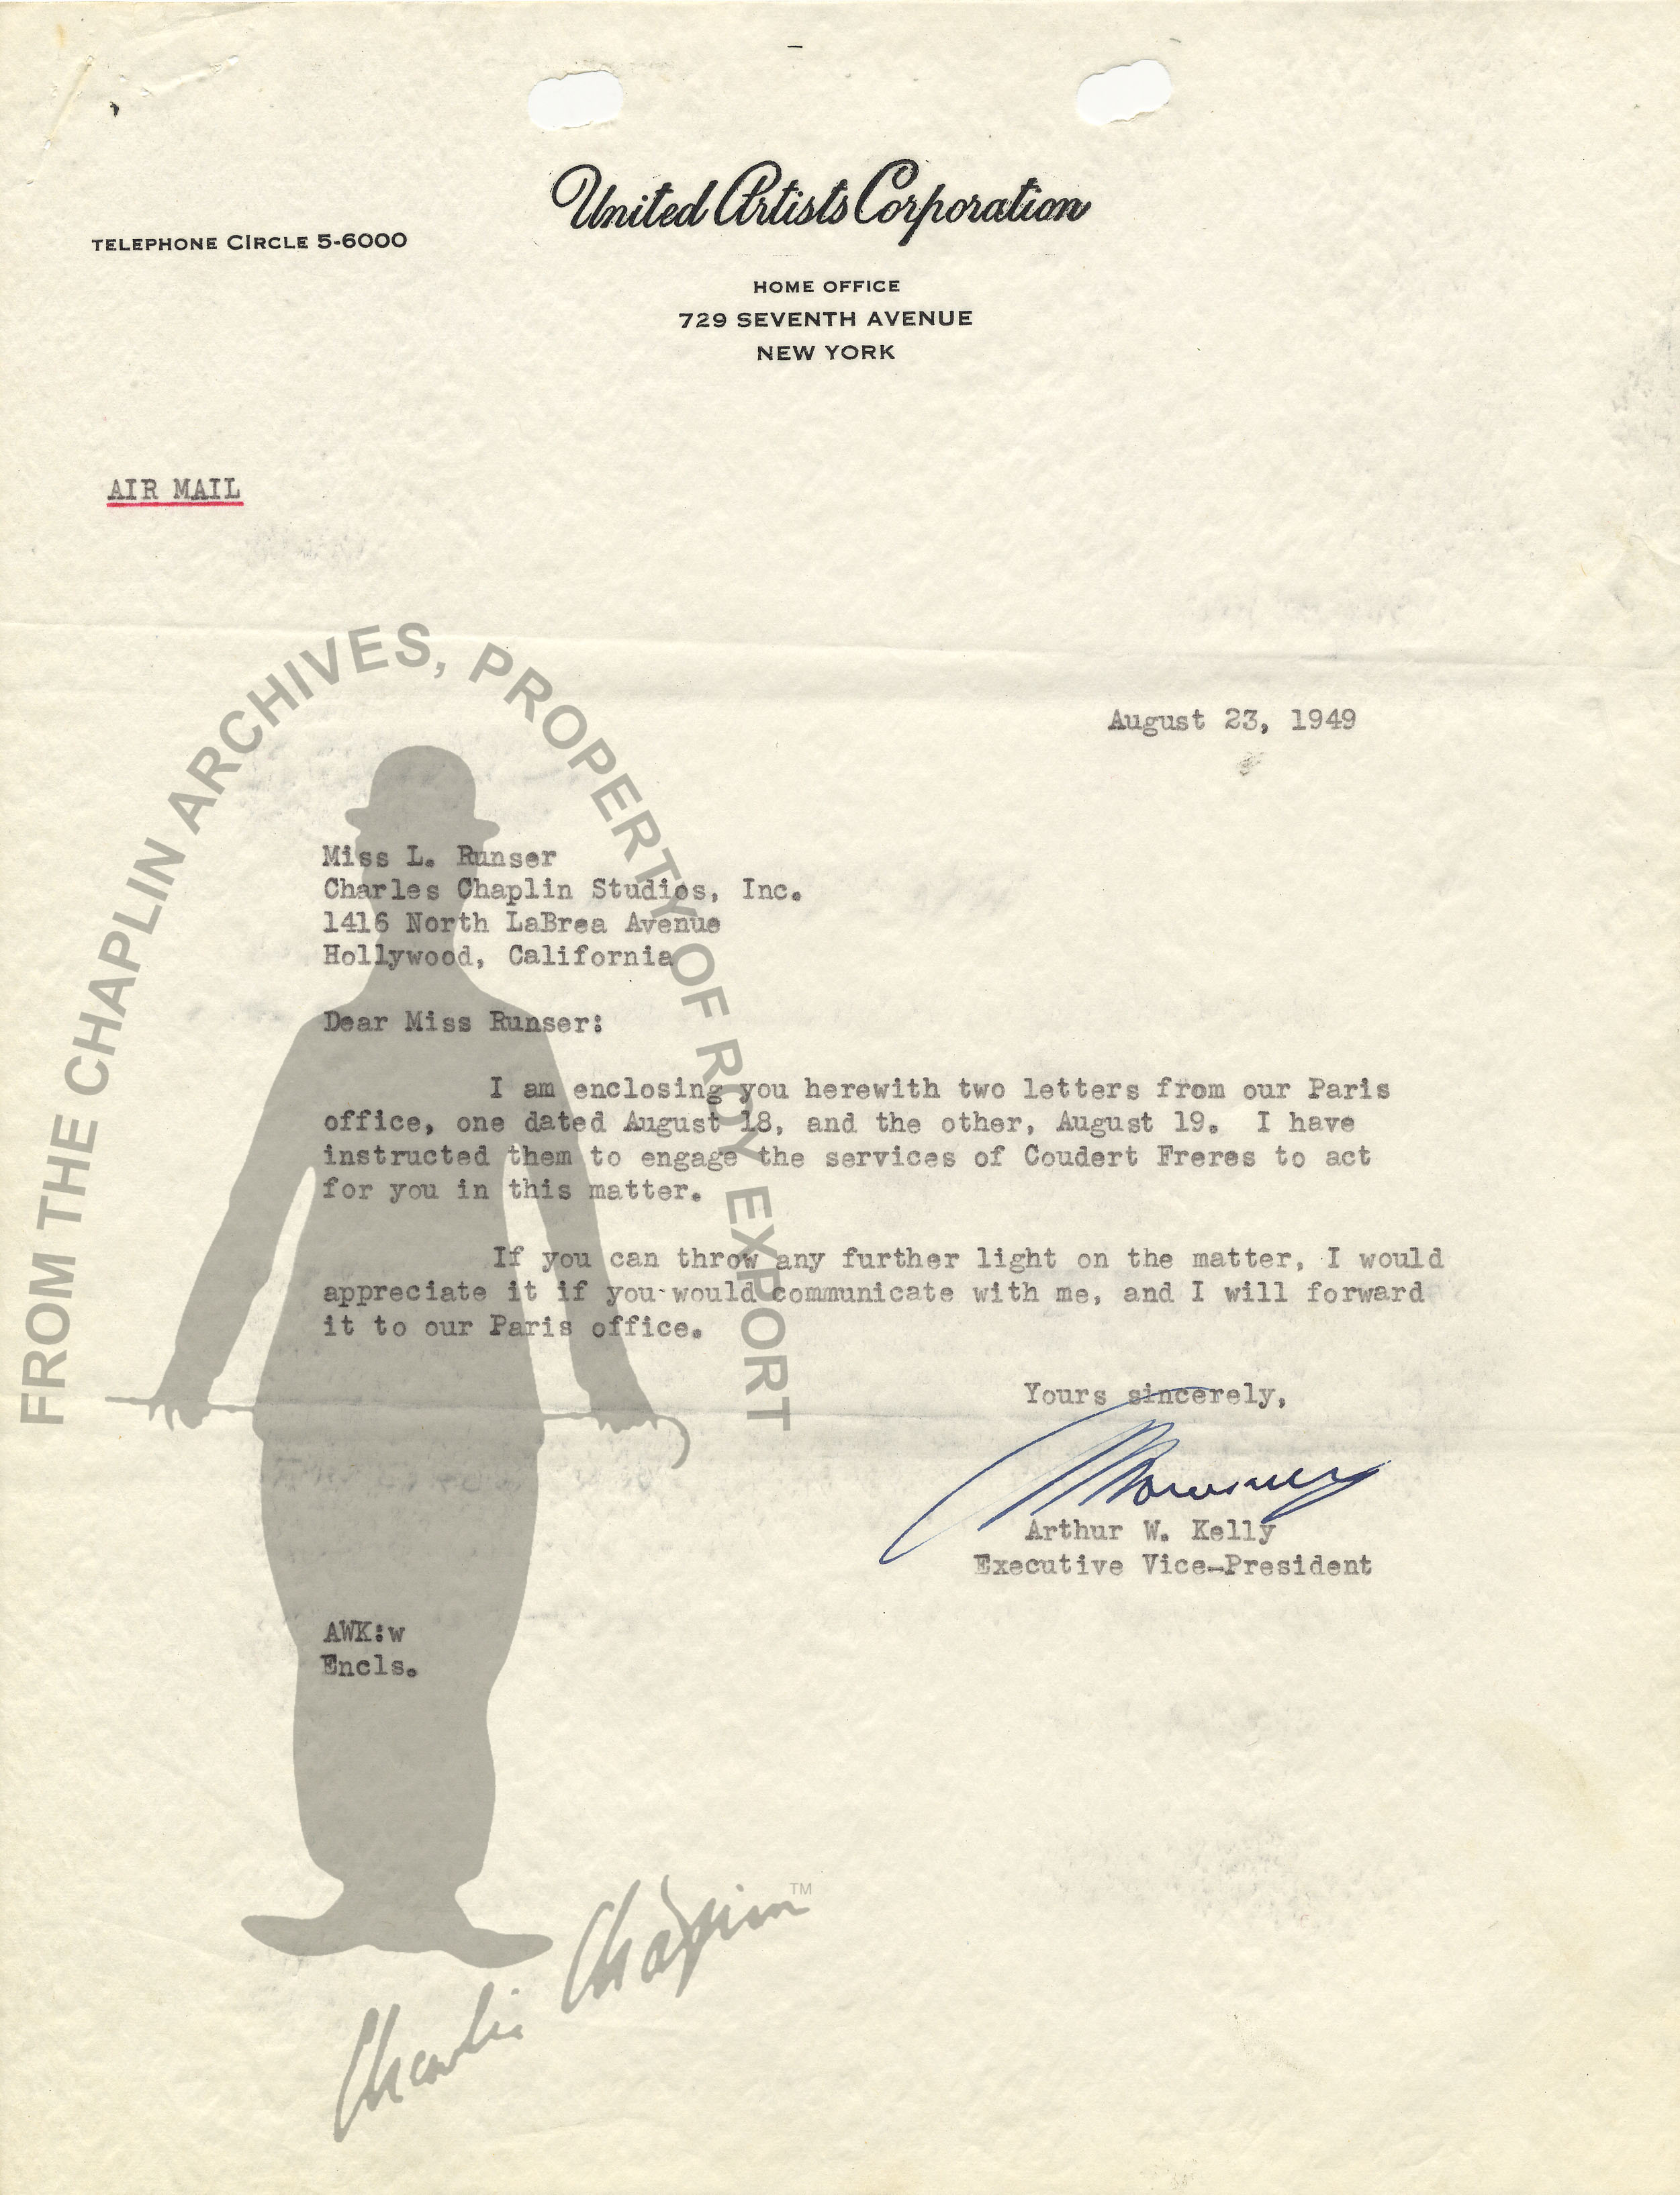 United Artists Corporation
TELEPHONE CIRCLE 5-6000
HOME OFFICE
729 SEVENTH AVENUE
NEW YORK
AIR MAIL
August 23, 1949
Miss L. Runser
Charles Chaplin Studios, Inc.
1416 North LaBrea Avenue
Hollywood, California
Dear Miss Runser:
I am enclosing you herewith two letters from our Paris
office, one dated August 18, and the other, August 19. I have
instructed them to engage the services of Coudert Freres to act
for you in this matter.
If you can throw any further light on the matter, I would
appreciate it if you would communicate with me, and I will forward
it to our Paris office.
Yours sincerely,
Arthur W. Kelly
Executive Vice-President
AWK:w
Encls.
FROM THE CHAPLIN ARCHIVES, PROPERTY OF ROY EXPORT
Charlie Chaplin™